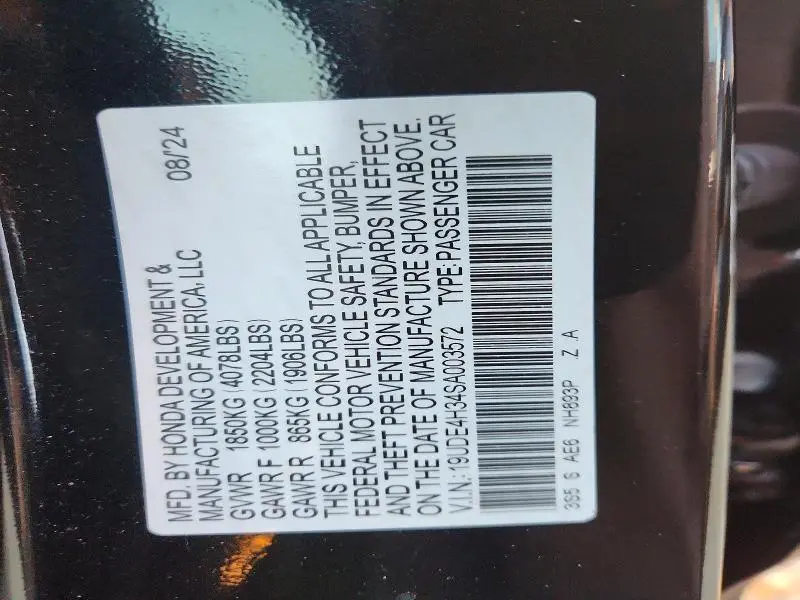 MFD. BY HONDA DEVELOPMENT &
MANUFACTURING OF AMERICA, LLC 08/24
GVWR 1850KG (4078LBS)
GAWR F 1000KG (2204LBS)
GAWR R 865KG (1906LBS)
THIS VEHICLE CONFORMS TO ALL APPLICABLE
FEDERAL MOTOR VEHICLE SAFETY, BUMPER,
AND THEFT PREVENTION STANDARDS IN EFFECT
ON THE DATE OF MANUFACTURE SHOWN ABOVE.
V.I.N.: 19UDE4H34SA003572 TYPE: PASSENGER CAR
3S5 6 AE6 NH893P Z A